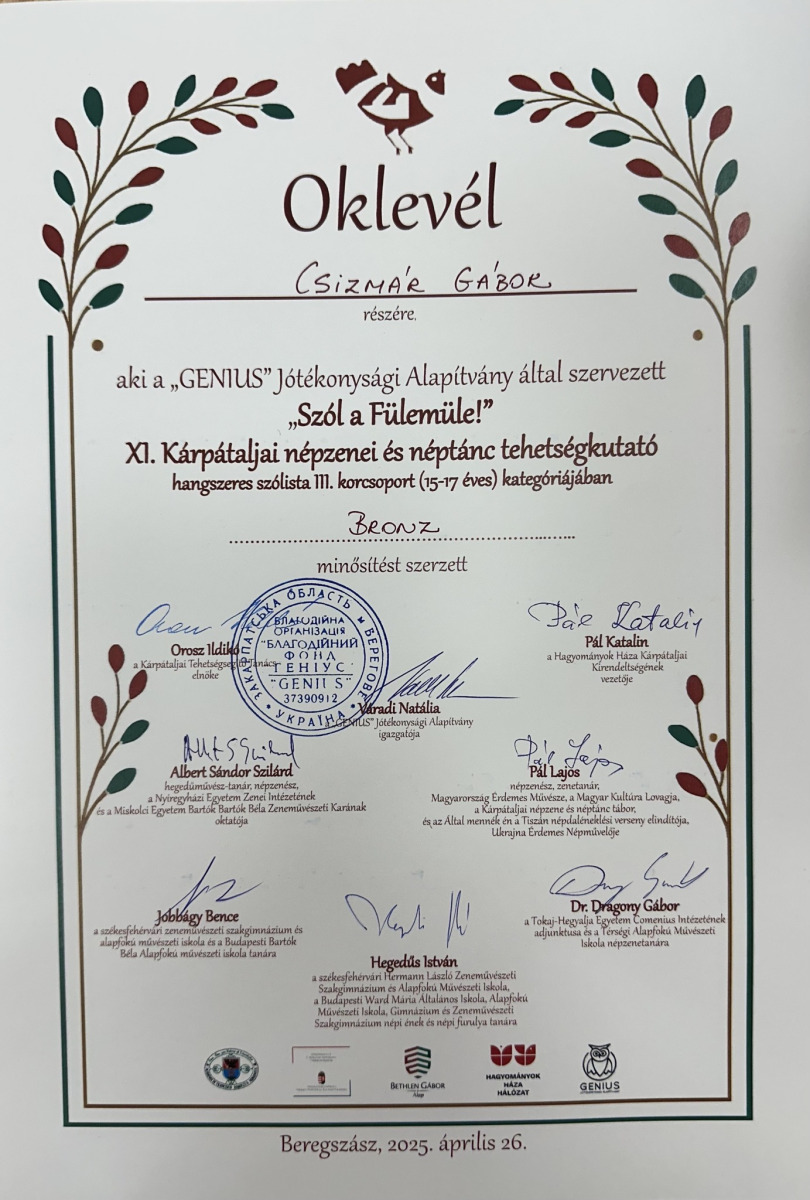 Oklevél
CSIZMÁR GÁBOR
részére,
aki a „GENIUS” Jótékonysági Alapítvány által szervezett
„Szól a Fülemüle!”
XI. Kárpátaljai népzenei és néptánc tehetségkutató
hangszeres szólista III. korcsoport (15-17 éves) kategóriájában
BRONZ
minősítést szerzett
Orosz Ildikó
a Kárpátaljai Tehetségsegítő Tanács
elnöke
ЗАКАРПАТСЬКА ОБЛАСТЬ * М. БЕРЕГОВЕ * УКРАЇНА *
БЛАГОДІЙНА
ОРГАНІЗАЦІЯ
"БЛАГОДІЙНИЙ
ФОНД
ГЕНІУС"
"GENIUS"
37390912
Pál Katalin
Pál Katalin
a Hagyományok Háza Kárpátaljai
Kirendeltségének
vezetője
Váradi Natália
a „GENIUS” Jótékonysági Alapítvány
igazgatója
Albert Sándor Szilárd
hegedűművész-tanár, népzenész,
a Nyíregyházi Egyetem Zenei Intézetének
és a Miskolci Egyetem Bartók Bartók Béla Zeneművészeti Karának
oktatója
Pál Lajos
Pál Lajos
népzenész, zenetanár,
Magyarország Érdemes Művésze, a Magyar Kultúra Lovagja,
a Kárpátaljai népzene és néptánc tábor,
és az Által mennék én a Tiszán népdaléneklési verseny elindítója,
Ukrajna Érdemes Népművelője
Jobbágy Bence
a székesfehérvári zeneművészeti szakgimnázium és
alapfokú művészeti iskola és a Budapesti Bartók
Béla Alapfokú művészeti iskola tanára
Dr. Dragony Gábor
a Tokaj-Hegyalja Egyetem Comenius Intézetének
adjunktusa és a Térségi Alapfokú Művészeti
Iskola népzenetanára
Hegedűs István
a székesfehérvári Hermann László Zeneművészeti
Szakgimnázium és Alapfokú Művészeti Iskola,
a Budapesti Ward Mária Általános Iskola, Alapfokú
Művészeti Iskola, Gimnázium és Zeneművészeti
Szakgimnázium népi ének és népi furulya tanára
BETHLEN GÁBOR
Alap
HAGYOMÁNYOK
HÁZA
HÁLÓZAT
GENIUS
Beregszász, 2025. április 26.